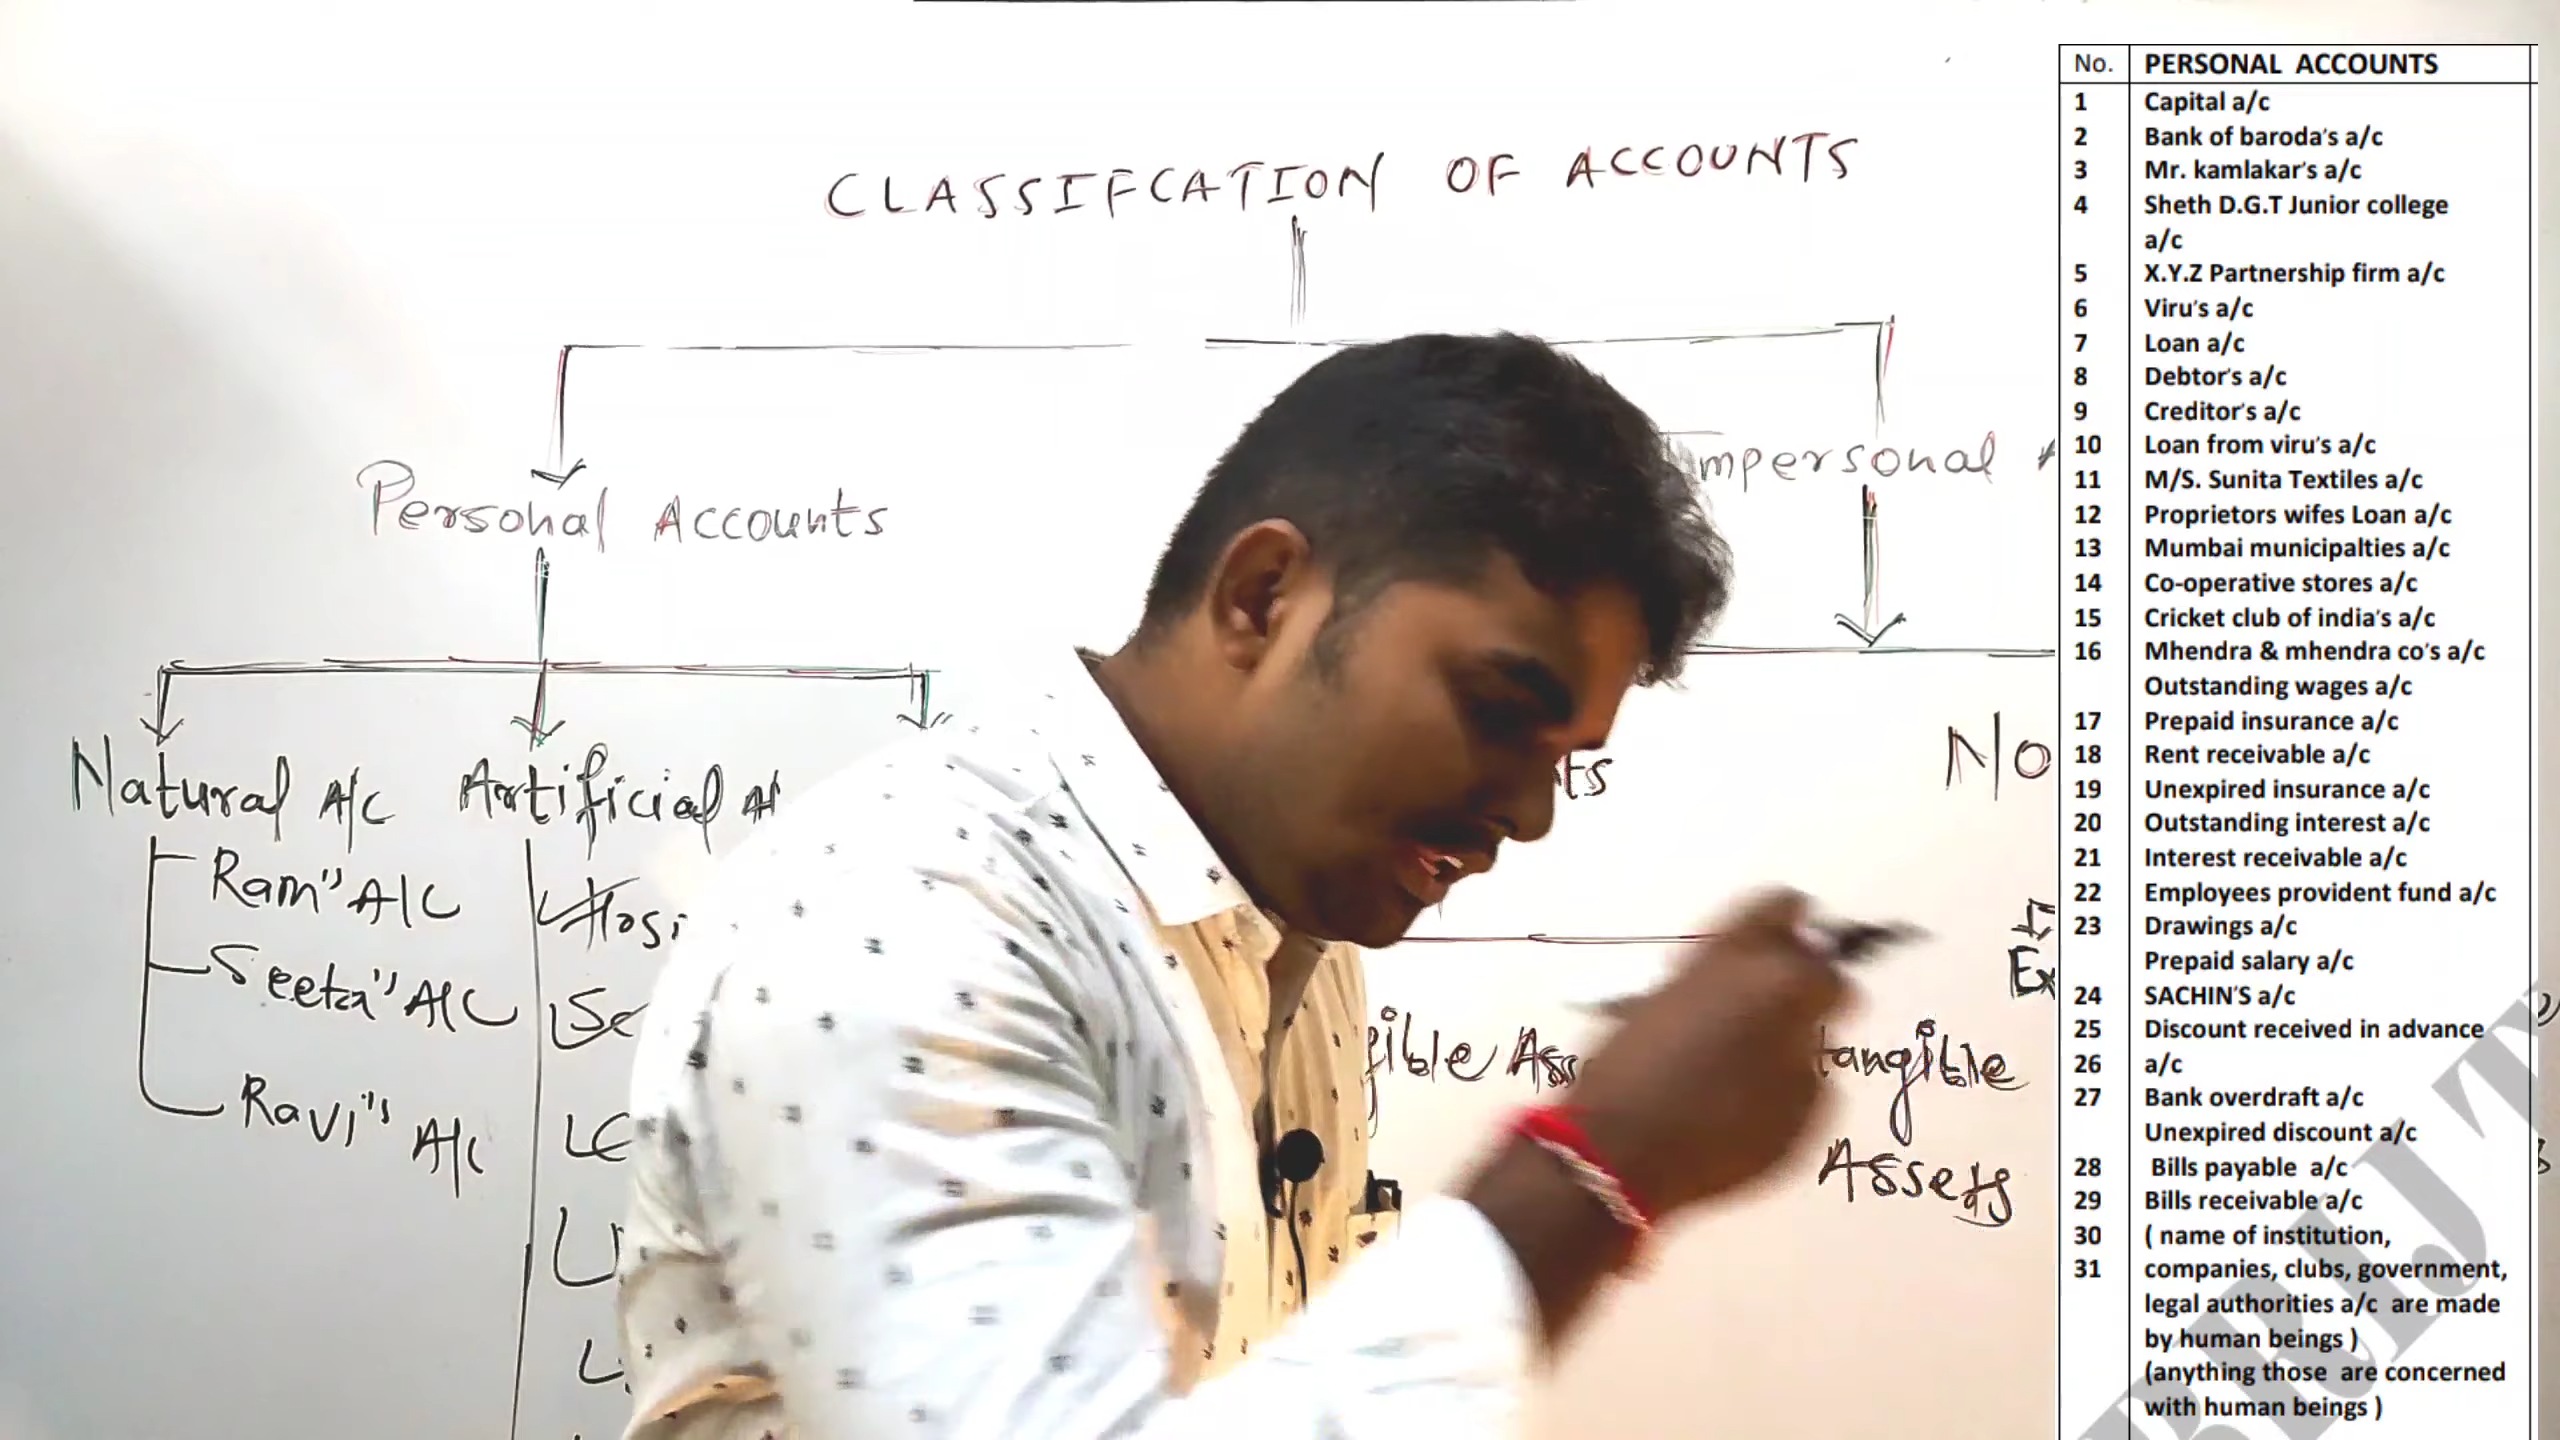 CLASSIFCATION OF ACCOUNTS
Personal Accounts
Natural A/C Artificial
Ram's A/C
Seeta's A/C
Ravi's A/C
Assets
No. PERSONAL ACCOUNTS
1 Capital a/c
2 Bank of baroda's a/c
3 Mr. kamlakar's a/c
4 Sheth D.G.T Junior college
a/c
5 X.Y.Z Partnership firm a/c
6 Viru's a/c
7 Loan a/c
8 Debtor's a/c
9 Creditor's a/c
10 Loan from viru's a/c
11 M/S. Sunita Textiles a/c
12 Proprietors wifes Loan a/c
13 Mumbai municipalties a/c
14 Co-operative stores a/c
15 Cricket club of india's a/c
16 Mhendra & mhendra co's a/c
Outstanding wages a/c
17 Prepaid insurance a/c
18 Rent receivable a/c
19 Unexpired insurance a/c
20 Outstanding interest a/c
21 Interest receivable a/c
22 Employees provident fund a/c
23 Drawings a/c
Prepaid salary a/c
24 SACHIN'S a/c
25 Discount received in advance
26 a/c
27 Bank overdraft a/c
Unexpired discount a/c
28 Bills payable a/c
29 Bills receivable a/c
30 ( name of institution,
31 companies, clubs, government,
legal authorities a/c are made
by human beings )
(anything those are concerned
with human beings )